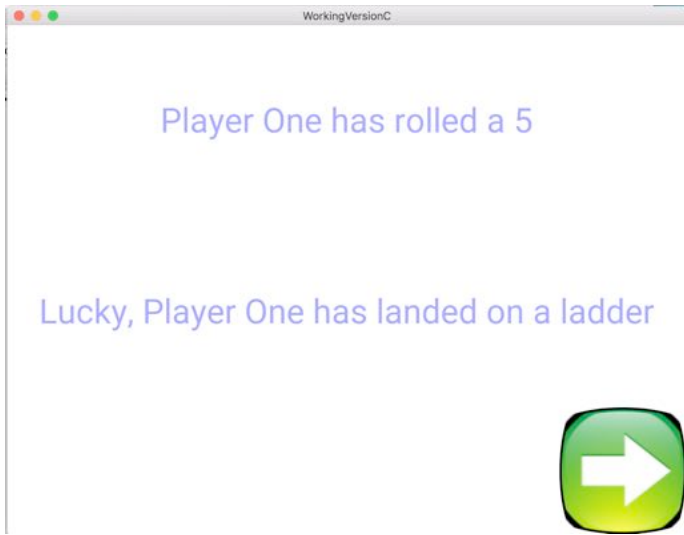 WorkingVersionC
Player One has rolled a 5
Lucky, Player One has landed on a ladder